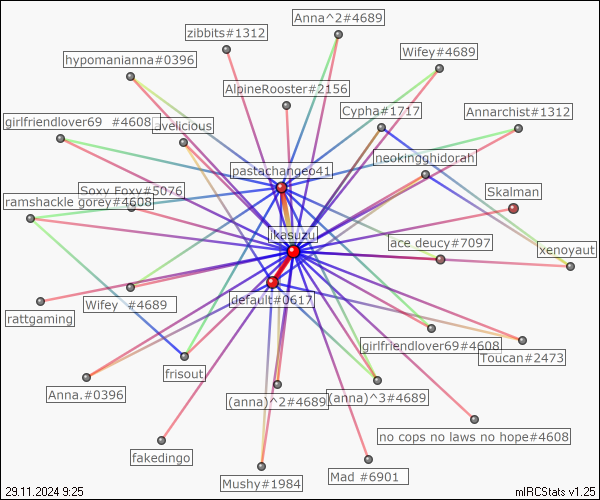 Anna^2#4689
zibbits#1312
hypomanianna#0396
Wifey#4689
AlpineRooster#2156
Cypha#1717
Annarchist#1312
girlfriendlover69 #4608
avelicious
neokingghidorah
pastachangeo41
Soxy Foxy#5076
Skalman
ramshackle gorey#4608
ikasuzu
ace deucy#7097
xenoyaut
default#0617
Wifey #4689
rattgaming
girlfriendlover69#4608
Toucan#2473
frisout
Anna.#0396
(anna)^2#4689
(anna)^3#4689
no cops no laws no hope#4608
fakedingo
Mushy#1984
Mad #6901
29.11.2024 9:25
mIRCStats v1.25